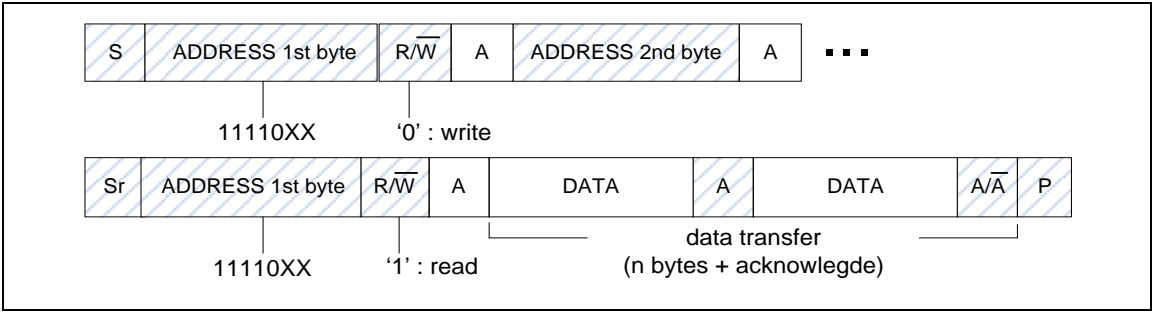 S ADDRESS 1st byte R/W̅ A ADDRESS 2nd byte A ▪▪▪
11110XX ‘0’ : write
Sr ADDRESS 1st byte R/W̅ A DATA A DATA A/A̅ P
data transfer
11110XX ‘1’ : read (n bytes + acknowlegde)